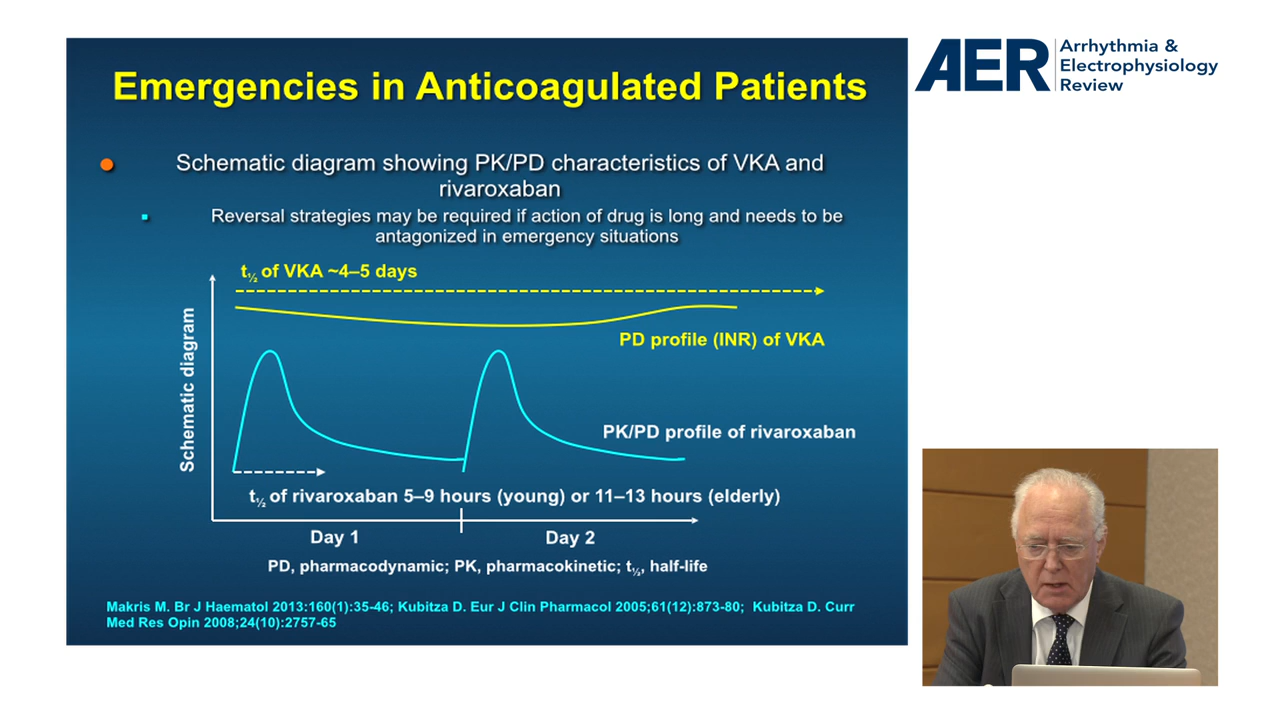 Emergencies in Anticoagulated Patients
AER
Arrhythmia &
Electrophysiology
Review
Schematic diagram showing PK/PD characteristics of VKA and
rivaroxaban
Reversal strategies may be required if action of drug is long and needs to be
antagonized in emergency situations
t½ of VKA ~4–5 days
PD profile (INR) of VKA
Schematic diagram
PK/PD profile of rivaroxaban
t½ of rivaroxaban 5–9 hours (young) or 11–13 hours (elderly)
Day 1
Day 2
PD, pharmacodynamic; PK, pharmacokinetic; t½, half-life
Makris M. Br J Haematol 2013:160(1):35-46; Kubitza D. Eur J Clin Pharmacol 2005;61(12):873-80; Kubitza D. Curr
Med Res Opin 2008;24(10):2757-65